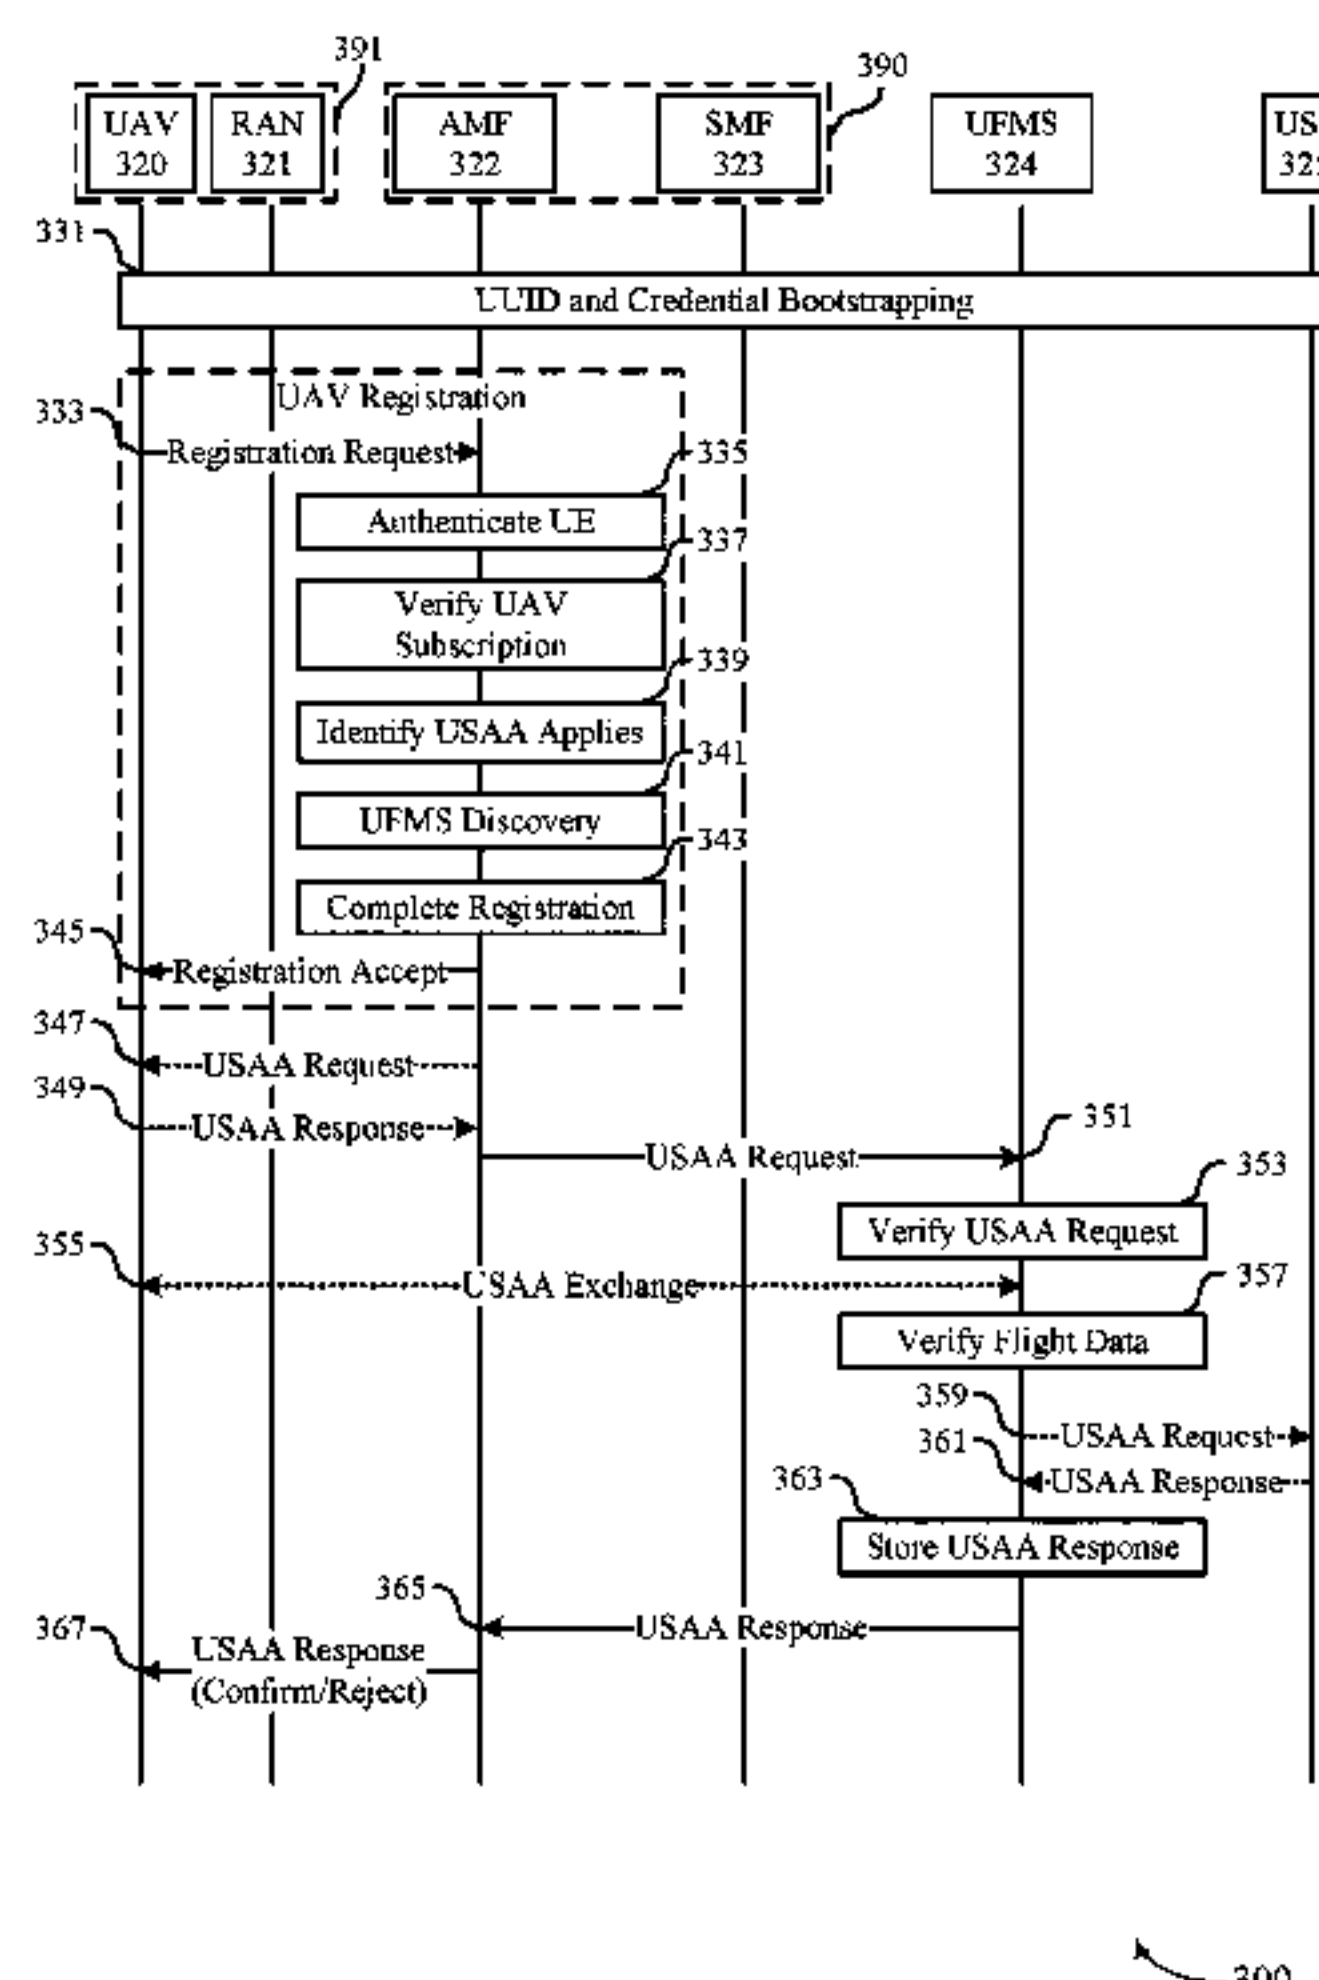 391
390
UAV
320
RAN
321
AMF
322
SMF
323
UFMS
324
331
UUID and Credential Bootstrapping
UAV Registration
333
Registration Request
335
Authenticate UE
337
Verify UAV
Subscription
339
Identify USAA Applies
341
UFMS Discovery
343
Complete Registration
345
Registration Accept
347
USAA Request
349
USAA Response
351
USAA Request
353
Verify USAA Request
355
USAA Exchange
357
Verify Flight Data
359
USAA Request
361
USAA Response
363
Store USAA Response
365
USAA Response
367
USAA Response
(Confirm/Reject)
300